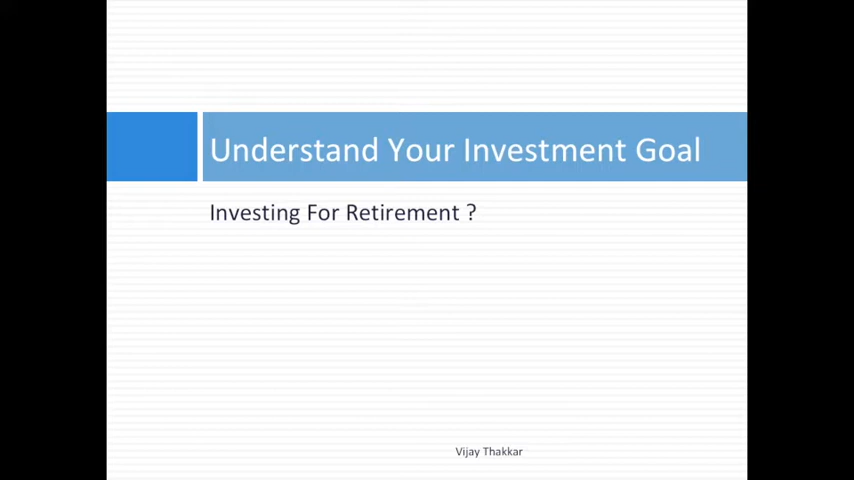 Understand Your Investment Goal
Investing For Retirement ?
Vijay Thakkar